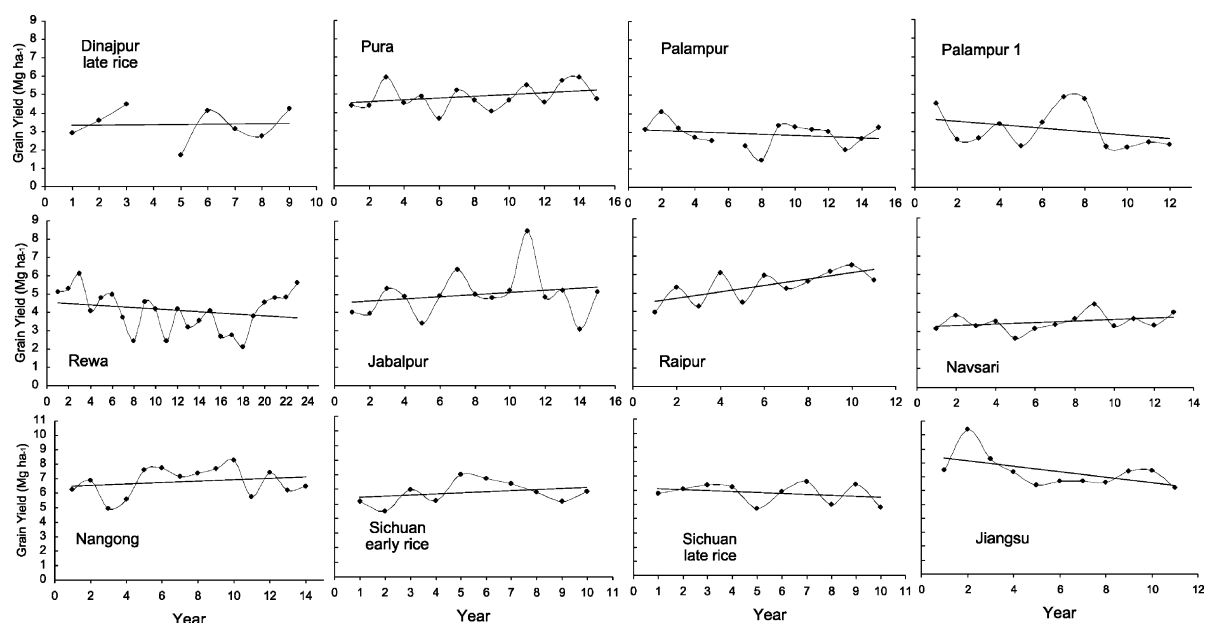 9
8
7
6
5
4
3
2
1
0
Grain Yield (Mg ha-1)
Dinajpur
late rice
0 1 2 3 4 5 6 7 8 9 10
Pura
0 2 4 6 8 10 12 14 16
Palampur
0 2 4 6 8 10 12 14 16
Palampur 1
0 2 4 6 8 10 12
9
8
7
6
5
4
3
2
1
0
Grain Yield (Mg ha-1)
Rewa
0 2 4 6 8 10 12 14 16 18 20 22 24
Jabalpur
0 2 4 6 8 10 12 14 16
Raipur
0 2 4 6 8 10 12
Navsari
0 2 4 6 8 10 12 14
11
10
9
8
7
6
5
4
3
2
1
0
Grain Yield (Mg ha-1)
Nangong
0 2 4 6 8 10 12 14
Year
Sichuan
early rice
0 1 2 3 4 5 6 7 8 9 10 11
Year
Sichuan
late rice
0 1 2 3 4 5 6 7 8 9 10 11
Year
Jiangsu
0 2 4 6 8 10 12
Year